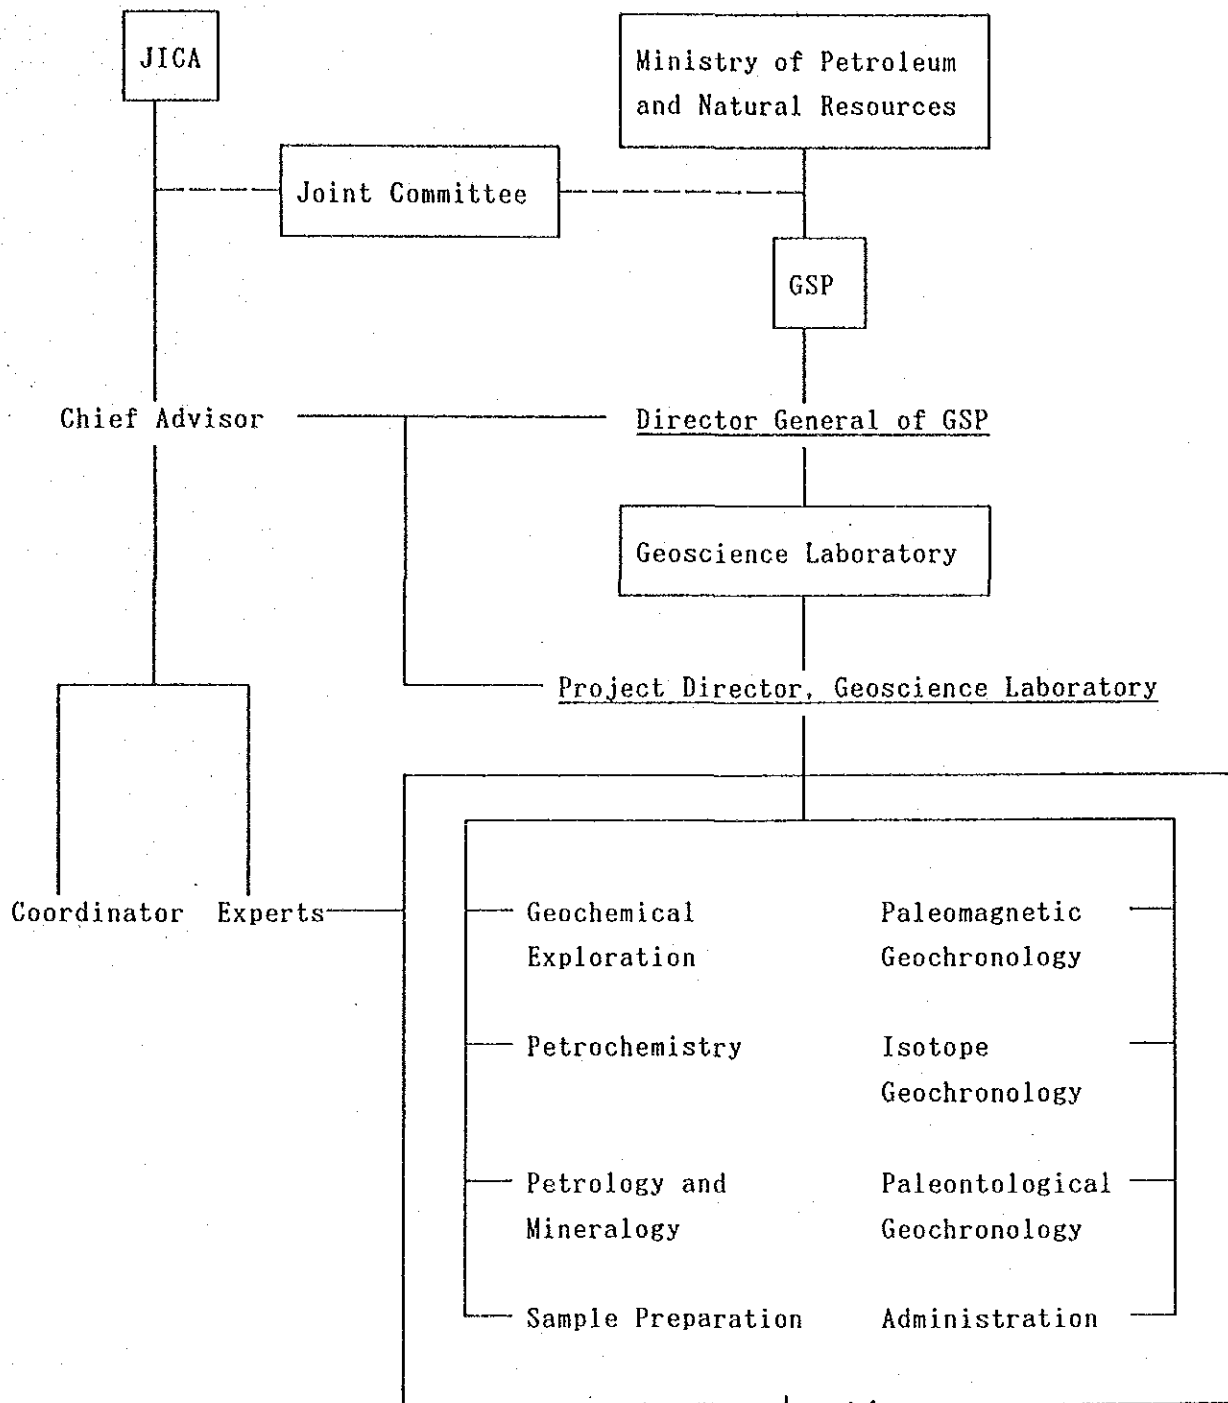 JICA
Ministry of Petroleum
and Natural Resources
Joint Committee
GSP
Chief Advisor
Director General of GSP
Geoscience Laboratory
Project Director, Geoscience Laboratory
Coordinator Experts
Geochemical Paleomagnetic
Exploration Geochronology
Petrochemistry Isotope
Geochronology
Petrology and Paleontological
Mineralogy Geochronology
Sample Preparation Administration